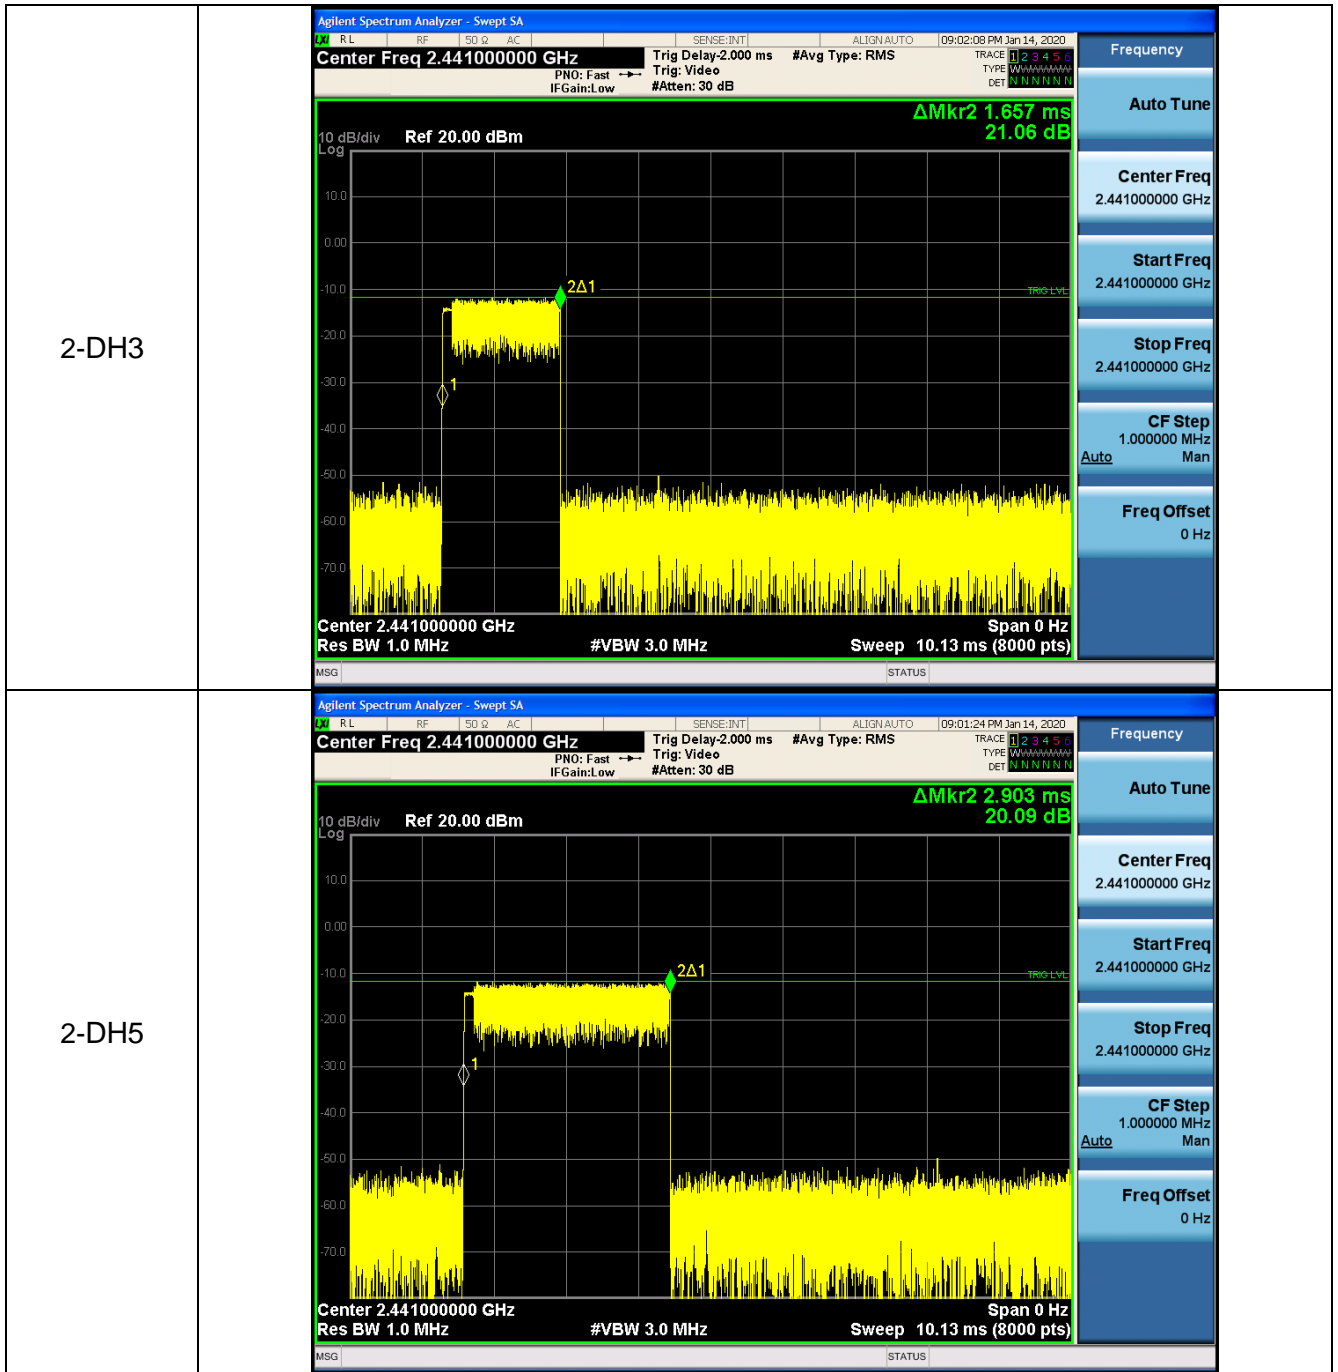 2-DH3
Agilent Spectrum Analyzer - Swept SA
LXI RL RF 50 Ω AC SENSE:INT ALIGN AUTO 09:02:08 PM Jan 14, 2020
Center Freq 2.441000000 GHz
PNO: Fast
IFGain:Low
Trig Delay-2.000 ms
Trig: Video
#Atten: 30 dB
#Avg Type: RMS
TRACE 1 2 3 4 5 6
TYPE WWWWWW
DET N N N N N N
ΔMkr2 1.657 ms
21.06 dB
10 dB/div Ref 20.00 dBm
Log
10.0
0.00
-10.0
-20.0
-30.0
-40.0
-50.0
-60.0
-70.0
2Δ1
TRIG LVL
1
Center 2.441000000 GHz Span 0 Hz
Res BW 1.0 MHz #VBW 3.0 MHz Sweep 10.13 ms (8000 pts)
MSG STATUS
Frequency
Auto Tune
Center Freq
2.441000000 GHz
Start Freq
2.441000000 GHz
Stop Freq
2.441000000 GHz
CF Step
1.000000 MHz
Auto Man
Freq Offset
0 Hz
2-DH5
Agilent Spectrum Analyzer - Swept SA
LXI RL RF 50 Ω AC SENSE:INT ALIGN AUTO 09:01:24 PM Jan 14, 2020
Center Freq 2.441000000 GHz
PNO: Fast
IFGain:Low
Trig Delay-2.000 ms
Trig: Video
#Atten: 30 dB
#Avg Type: RMS
TRACE 1 2 3 4 5 6
TYPE WWWWWW
DET N N N N N N
ΔMkr2 2.903 ms
20.09 dB
10 dB/div Ref 20.00 dBm
Log
10.0
0.00
-10.0
-20.0
-30.0
-40.0
-50.0
-60.0
-70.0
2Δ1
TRIG LVL
1
Center 2.441000000 GHz Span 0 Hz
Res BW 1.0 MHz #VBW 3.0 MHz Sweep 10.13 ms (8000 pts)
MSG STATUS
Frequency
Auto Tune
Center Freq
2.441000000 GHz
Start Freq
2.441000000 GHz
Stop Freq
2.441000000 GHz
CF Step
1.000000 MHz
Auto Man
Freq Offset
0 Hz